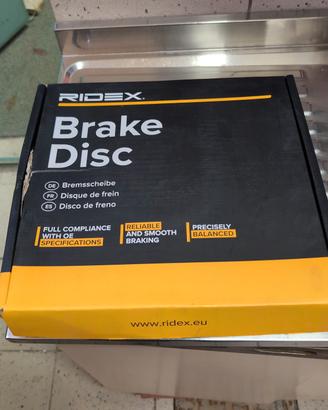 RIDEX
Brake
Disc
DE Bremsscheibe
FR Disque de frein
ES Disco de freno
FULL COMPLIANCE
WITH OE
SPECIFICATIONS
RELIABLE
AND SMOOTH
BRAKING
PRECISELY
BALANCED
www.ridex.eu